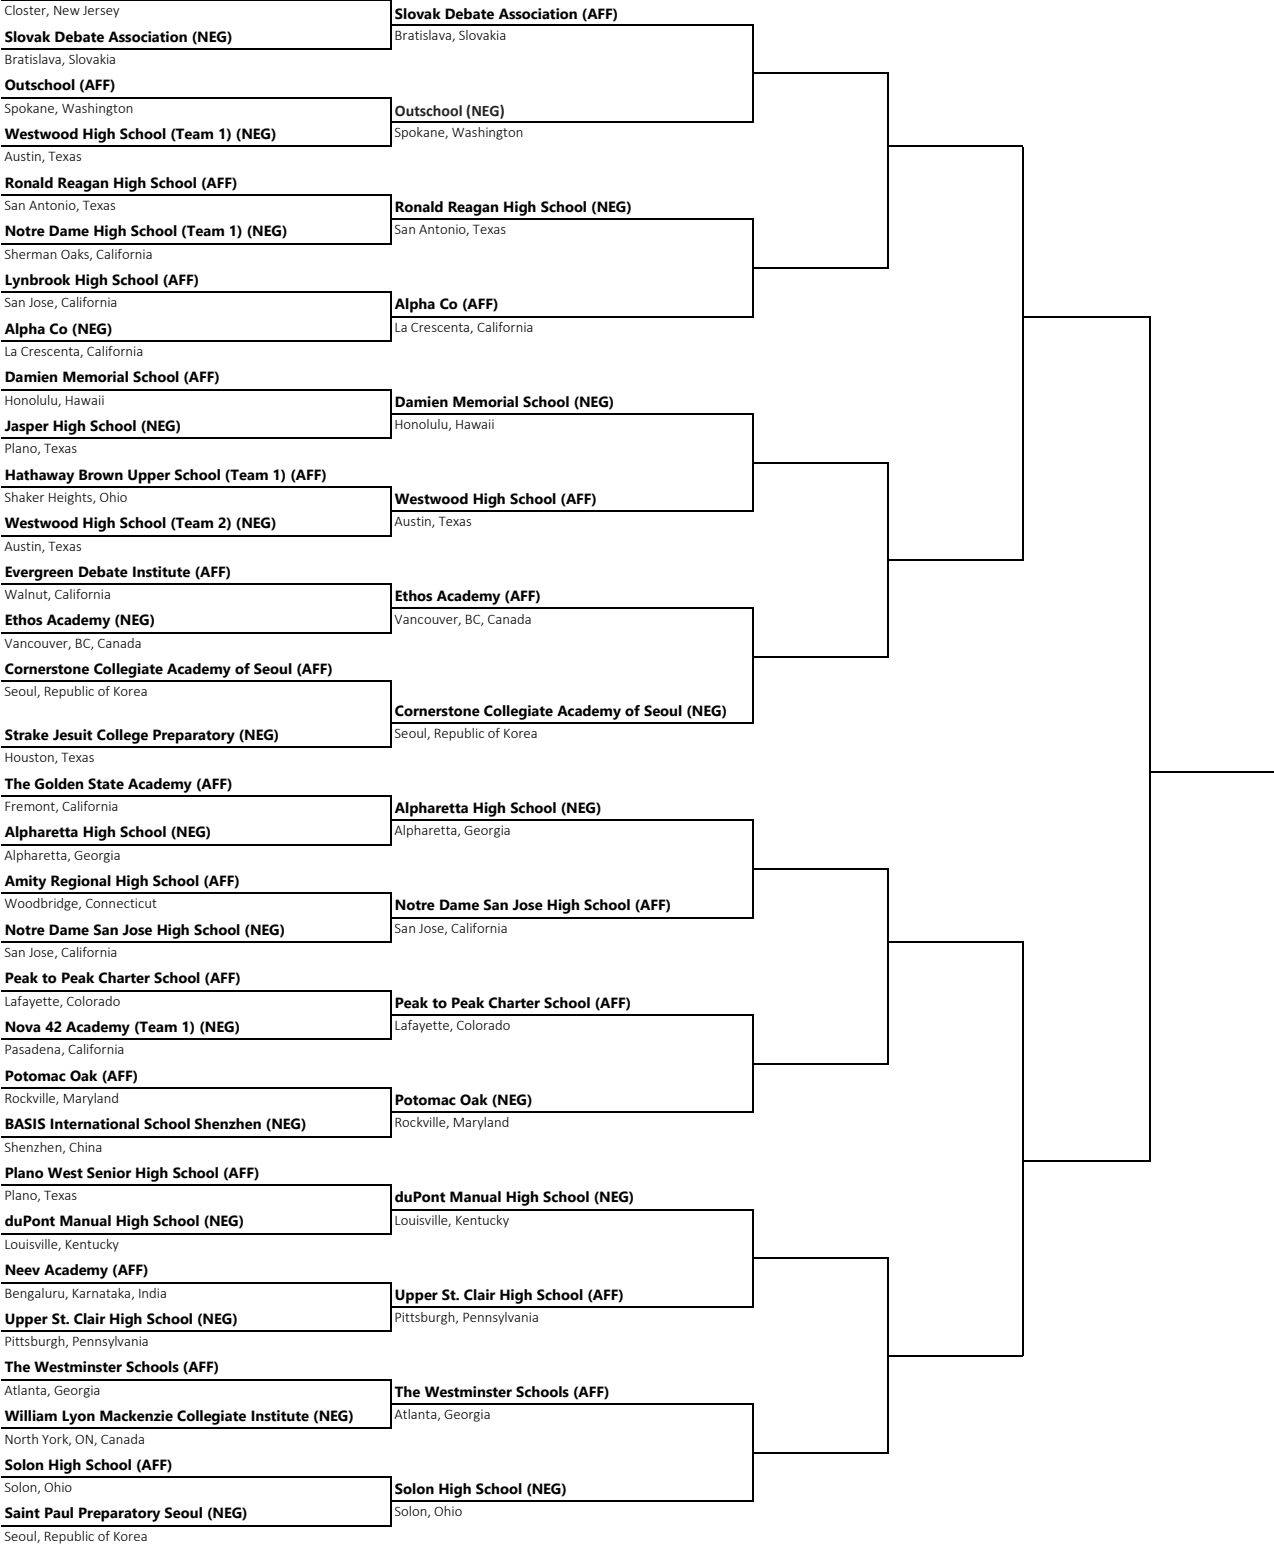 Closter, New Jersey
Slovak Debate Association (NEG)
Bratislava, Slovakia
Outschool (AFF)
Spokane, Washington
Westwood High School (Team 1) (NEG)
Austin, Texas
Ronald Reagan High School (AFF)
San Antonio, Texas
Notre Dame High School (Team 1) (NEG)
Sherman Oaks, California
Lynbrook High School (AFF)
San Jose, California
Alpha Co (NEG)
La Crescenta, California
Damien Memorial School (AFF)
Honolulu, Hawaii
Jasper High School (NEG)
Plano, Texas
Hathaway Brown Upper School (Team 1) (AFF)
Shaker Heights, Ohio
Westwood High School (Team 2) (NEG)
Austin, Texas
Evergreen Debate Institute (AFF)
Walnut, California
Ethos Academy (NEG)
Vancouver, BC, Canada
Cornerstone Collegiate Academy of Seoul (AFF)
Seoul, Republic of Korea
Strake Jesuit College Preparatory (NEG)
Houston, Texas
The Golden State Academy (AFF)
Fremont, California
Alpharetta High School (NEG)
Alpharetta, Georgia
Amity Regional High School (AFF)
Woodbridge, Connecticut
Notre Dame San Jose High School (NEG)
San Jose, California
Peak to Peak Charter School (AFF)
Lafayette, Colorado
Nova 42 Academy (Team 1) (NEG)
Pasadena, California
Potomac Oak (AFF)
Rockville, Maryland
BASIS International School Shenzhen (NEG)
Shenzhen, China
Plano West Senior High School (AFF)
Plano, Texas
duPont Manual High School (NEG)
Louisville, Kentucky
Neev Academy (AFF)
Bengaluru, Karnataka, India
Upper St. Clair High School (NEG)
Pittsburgh, Pennsylvania
The Westminster Schools (AFF)
Atlanta, Georgia
William Lyon Mackenzie Collegiate Institute (NEG)
North York, ON, Canada
Solon High School (AFF)
Solon, Ohio
Saint Paul Preparatory Seoul (NEG)
Seoul, Republic of Korea
Slovak Debate Association (AFF)
Bratislava, Slovakia
Outschool (NEG)
Spokane, Washington
Ronald Reagan High School (NEG)
San Antonio, Texas
Alpha Co (AFF)
La Crescenta, California
Damien Memorial School (NEG)
Honolulu, Hawaii
Westwood High School (AFF)
Austin, Texas
Ethos Academy (AFF)
Vancouver, BC, Canada
Cornerstone Collegiate Academy of Seoul (NEG)
Seoul, Republic of Korea
Alpharetta High School (NEG)
Alpharetta, Georgia
Notre Dame San Jose High School (AFF)
San Jose, California
Peak to Peak Charter School (AFF)
Lafayette, Colorado
Potomac Oak (NEG)
Rockville, Maryland
duPont Manual High School (NEG)
Louisville, Kentucky
Upper St. Clair High School (AFF)
Pittsburgh, Pennsylvania
The Westminster Schools (AFF)
Atlanta, Georgia
Solon High School (NEG)
Solon, Ohio